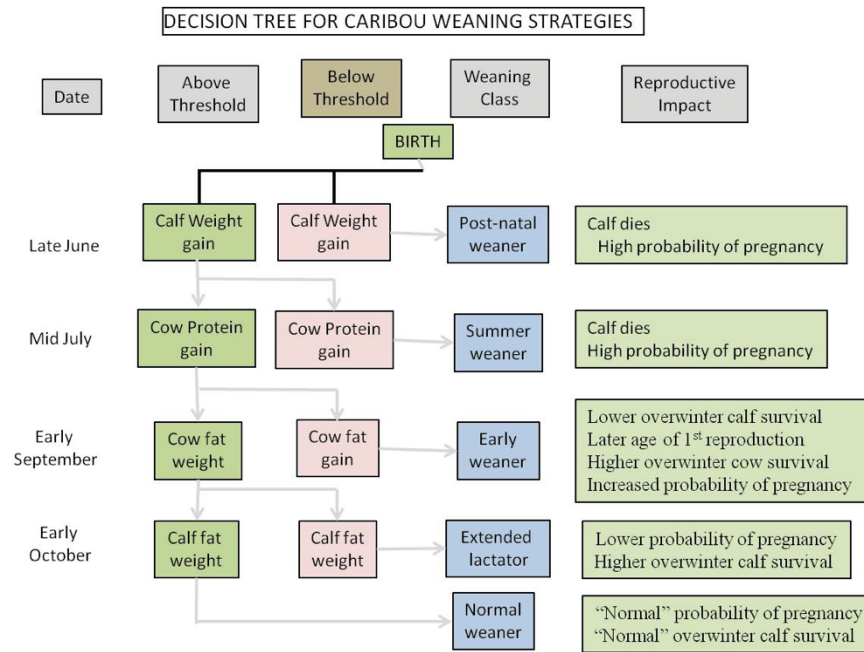 DECISION TREE FOR CARIBOU WEANING STRATEGIES
Date
Above
Threshold
Below
Threshold
Weaning
Class
Reproductive
Impact
BIRTH
Late June
Calf Weight
gain
Calf Weight
gain
Post-natal
weaner
Calf dies
High probability of pregnancy
Mid July
Cow Protein
gain
Cow Protein
gain
Summer
weaner
Calf dies
High probability of pregnancy
Early
September
Cow fat
weight
Cow fat
gain
Early
weaner
Lower overwinter calf survival
Later age of 1st reproduction
Higher overwinter cow survival
Increased probability of pregnancy
Early
October
Calf fat
weight
Calf fat
weight
Extended
lactator
Lower probability of pregnancy
Higher overwinter calf survival
Normal
weaner
“Normal” probability of pregnancy
“Normal” overwinter calf survival